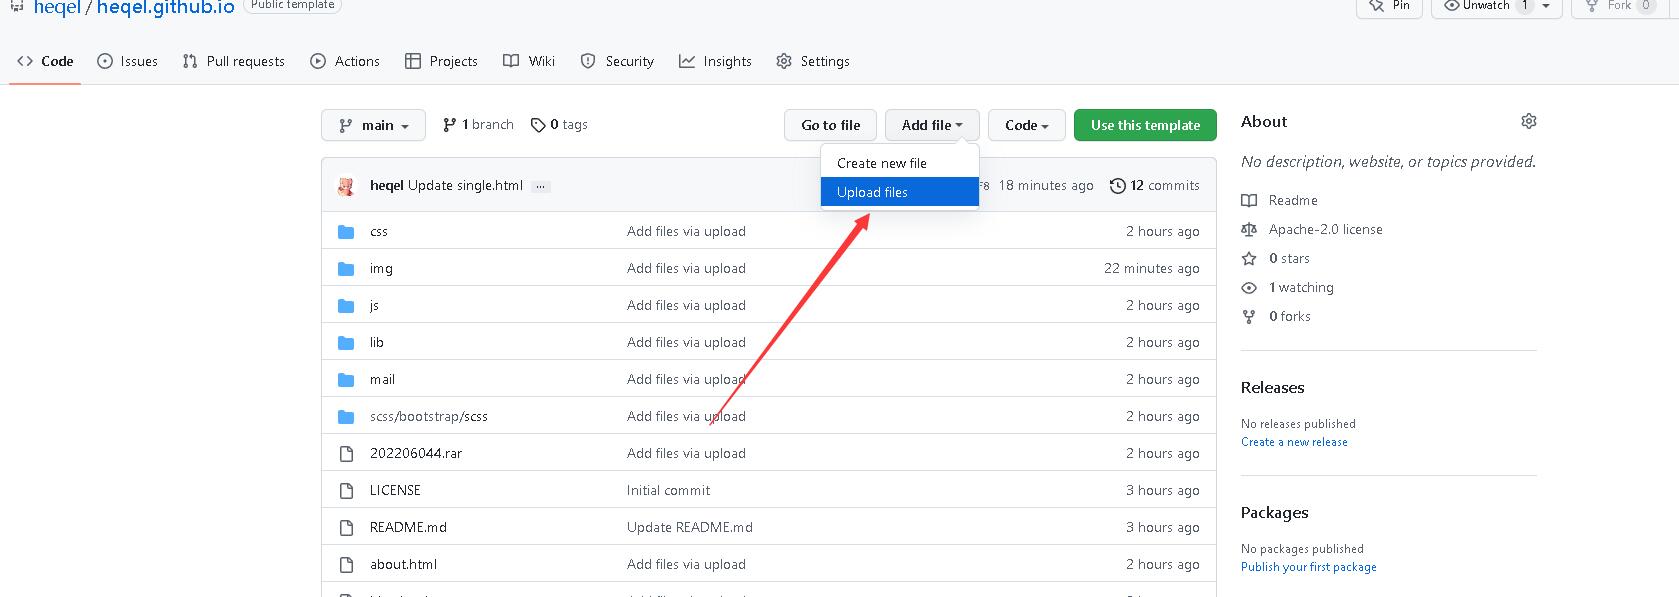 heqel / heqel.github.io Public template
Pin Unwatch 1 Fork 0
Code Issues Pull requests Actions Projects Wiki Security Insights Settings
main 1 branch 0 tags Go to file Add file Code Use this template
Create new file
Upload files
heqel Update single.html ... 18 minutes ago 12 commits
css Add files via upload 2 hours ago
img Add files via upload 22 minutes ago
js Add files via upload 2 hours ago
lib Add files via upload 2 hours ago
mail Add files via upload 2 hours ago
scss/bootstrap/scss Add files via upload 2 hours ago
202206044.rar Add files via upload 2 hours ago
LICENSE Initial commit 3 hours ago
README.md Update README.md 3 hours ago
about.html Add files via upload 2 hours ago
About
No description, website, or topics provided.
Readme
Apache-2.0 license
0 stars
1 watching
0 forks
Releases
No releases published
Create a new release
Packages
No packages published
Publish your first package